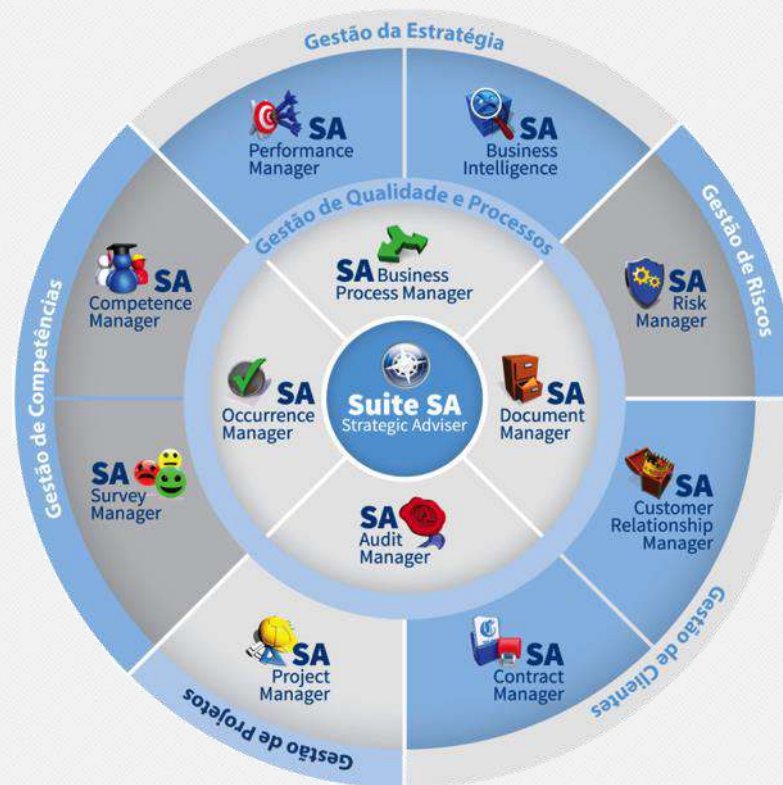 Gestão da Estratégia
SA
Performance
Manager
SA
Business
Intelligence
Gestão de Riscos
SA
Risk
Manager
Gestão de Clientes
SA
Customer
Relationship
Manager
SA
Contract
Manager
Gestão de Projetos
SA
Project
Manager
Gestão de Competências
SA
Survey
Manager
SA
Competence
Manager
Gestão de Qualidade e Processos
SA Business
Process Manager
SA
Document
Manager
SA
Audit
Manager
SA
Occurrence
Manager
Suite SA
Strategic Adviser